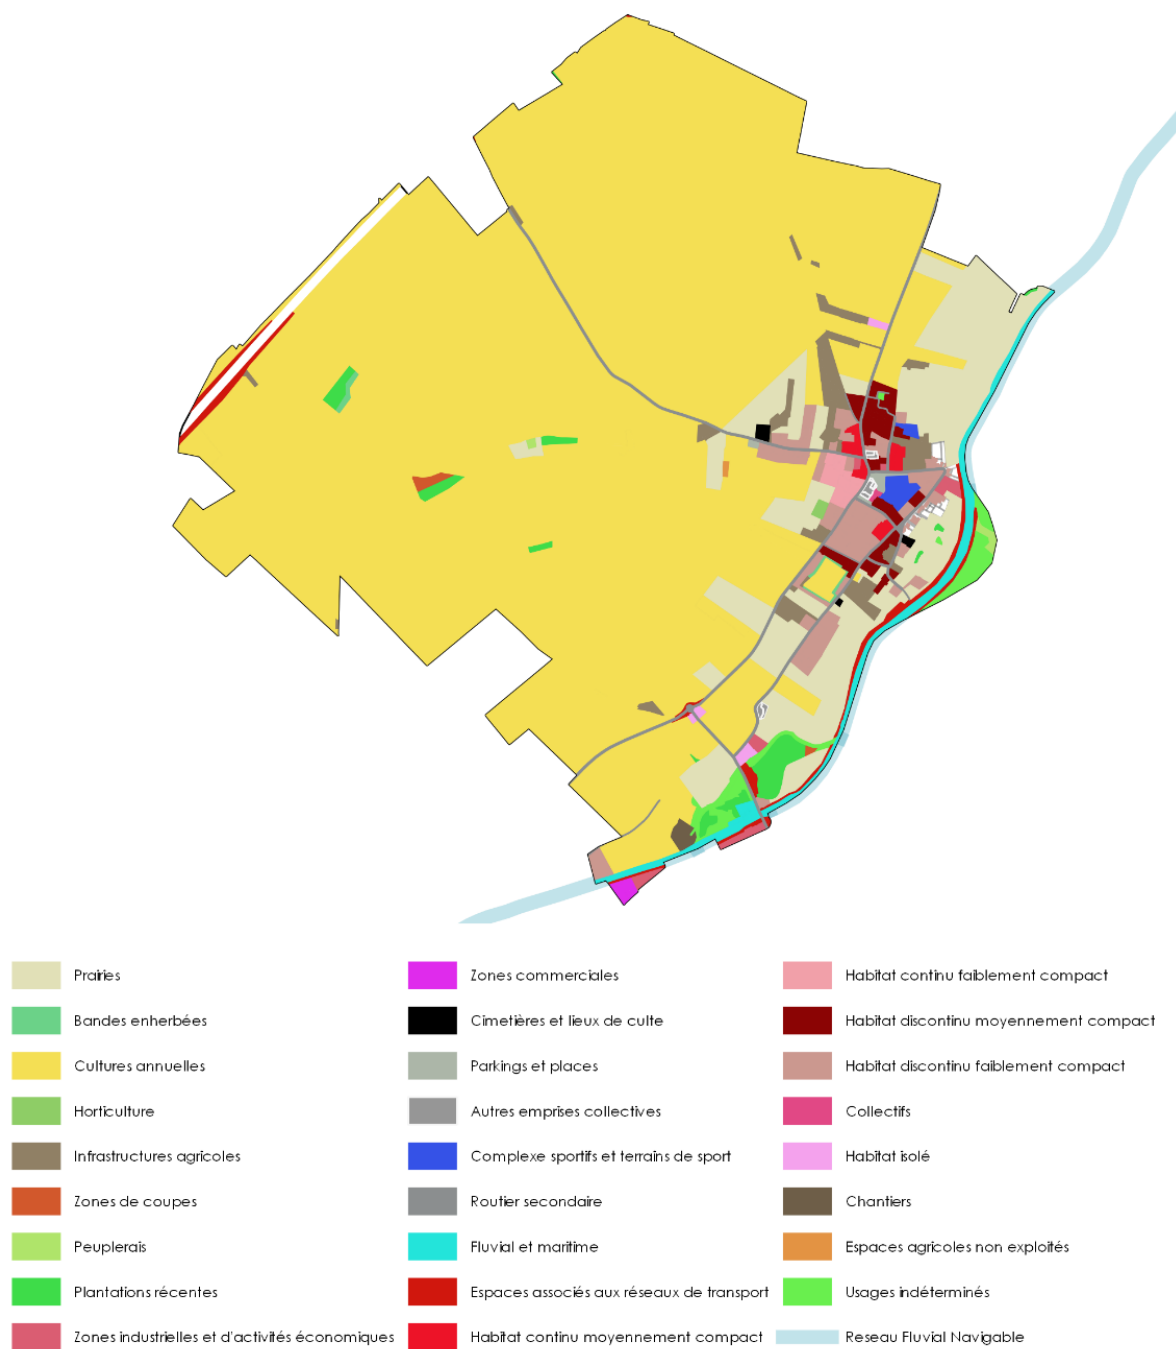 Prairies
Bandes enherbées
Cultures annuelles
Horticulture
Infrastructures agricoles
Zones de coupes
Peuplerais
Plantations récentes
Zones industrielles et d'activités économiques
Zones commerciales
Cimetières et lieux de culte
Parkings et places
Autres emprises collectives
Complexe sportifs et terrains de sport
Routier secondaire
Fluvial et maritime
Espaces associés aux réseaux de transport
Habitat continu moyennement compact
Habitat continu faiblement compact
Habitat discontinu moyennement compact
Habitat discontinu faiblement compact
Collectifs
Habitat isolé
Chantiers
Espaces agricoles non exploités
Usages indéterminés
Reseau Fluvial Navigable